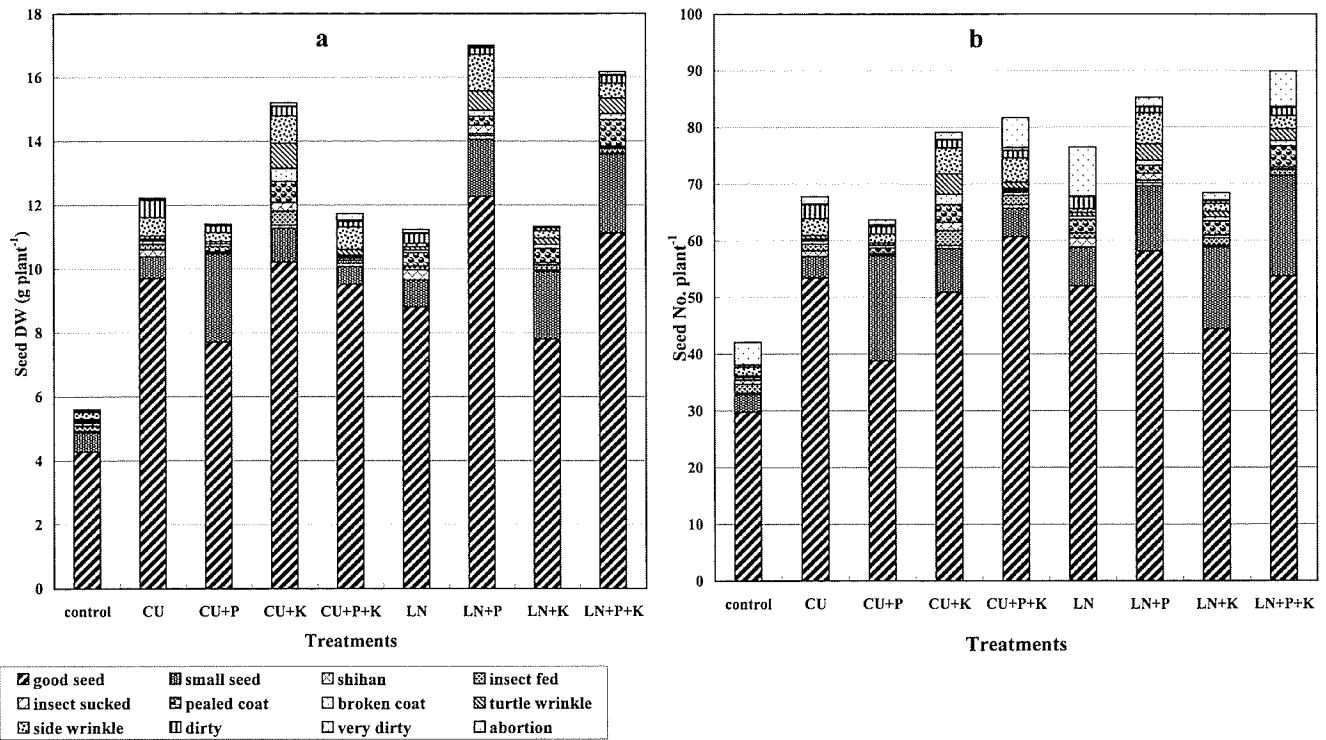 a
18
16
14
12
10
8
6
4
2
0
Seed DW (g plant⁻¹)
control CU CU+P CU+K CU+P+K LN LN+P LN+K LN+P+K
Treatments
b
100
90
80
70
60
50
40
30
20
10
0
Seed No. plant⁻¹
control CU CU+P CU+K CU+P+K LN LN+P LN+K LN+P+K
Treatments
good seed small seed shihan insect fed
insect sucked pealed coat broken coat turtle wrinkle
side wrinkle dirty very dirty abortion